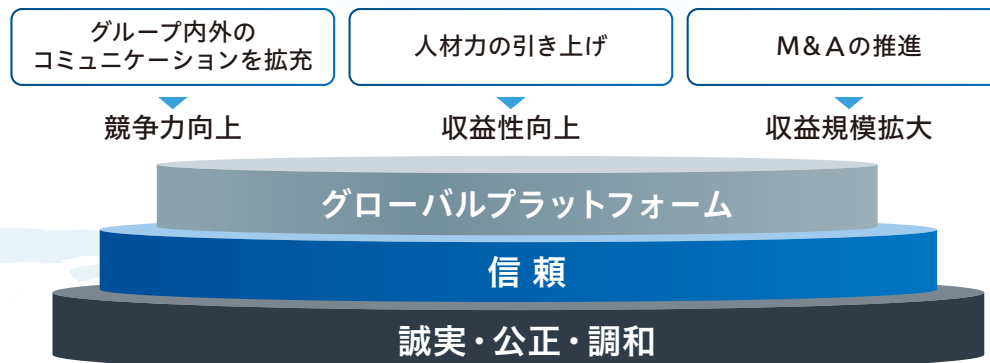 グループ内外の
コミュニケーションを拡充
人材力の引き上げ
M&Aの推進
競争力向上
収益性向上
収益規模拡大
グローバルプラットフォーム
信頼
誠実・公正・調和